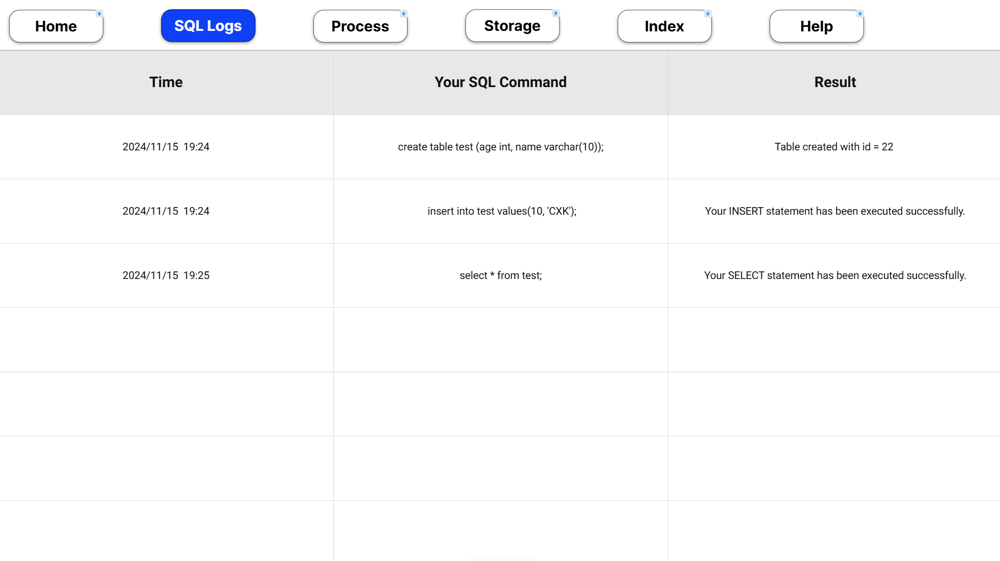 Home
SQL Logs
Process
Storage
Index
Help
Time
Your SQL Command
Result
2024/11/15  19:24
create table test (age int, name varchar(10));
Table created with id = 22
2024/11/15  19:24
insert into test values(10, 'CXK');
Your INSERT statement has been executed successfully.
2024/11/15  19:25
select * from test;
Your SELECT statement has been executed successfully.